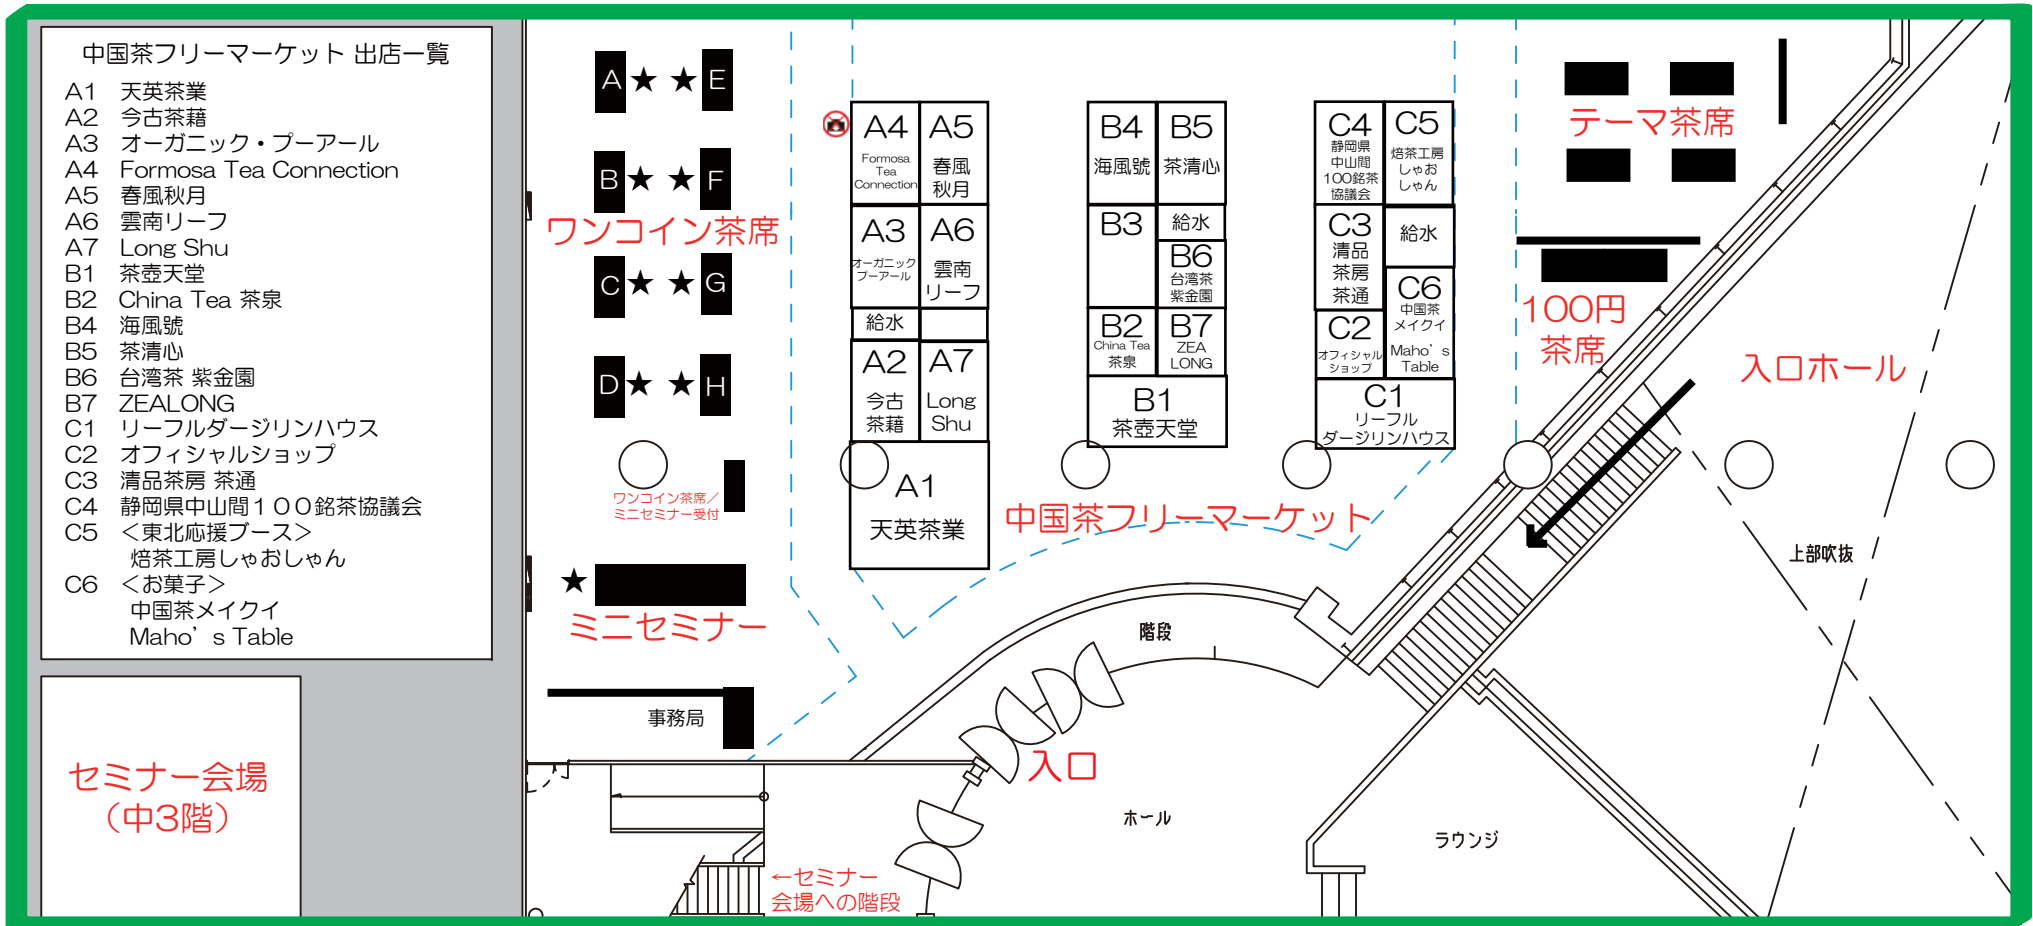 中国茶フリーマーケット 出店一覧
A1 天英茶業
A2 今古茶藉
A3 オーガニック・プーアール
A4 Formosa Tea Connection
A5 春風秋月
A6 雲南リーフ
A7 Long Shu
B1 茶壺天堂
B2 China Tea 茶泉
B4 海風號
B5 茶清心
B6 台湾茶 紫金園
B7 ZEALONG
C1 リーフルダージリンハウス
C2 オフィシャルショップ
C3 清品茶房 茶通
C4 静岡県中山間１００銘茶協議会
C5 ＜東北応援ブース＞
焙茶工房しゃおしゃん
C6 ＜お菓子＞
中国茶メイクイ
Maho’s Table
セミナー会場
（中3階）
A★ ★E
B★ ★F
ワンコイン茶席
C★ ★G
D★ ★H
ワンコイン茶席／
ミニセミナー受付
★
ミニセミナー
事務局
A4
Formosa
Tea
Connection
A5
春風
秋月
A3
オーガニック
プーアール
A6
雲南
リーフ
給水
A2
今古
茶藉
A7
Long
Shu
A1
天英茶業
B4
海風號
B5
茶清心
B3
給水
B6
台湾茶
紫金園
B2
China Tea
茶泉
B7
ZEA
LONG
B1
茶壺天堂
C4
静岡県
中山間
100銘茶
協議会
C5
焙茶工房
しゃお
しゃん
C3
清品
茶房
茶通
給水
C6
中国茶
メイクイ
Maho’s
Table
C2
オフィシャル
ショップ
C1
リーフル
ダージリンハウス
中国茶フリーマーケット
テーマ茶席
100円
茶席
入口ホール
上部吹抜
階段
入口
ホール
ラウンジ
←セミナー
会場への階段